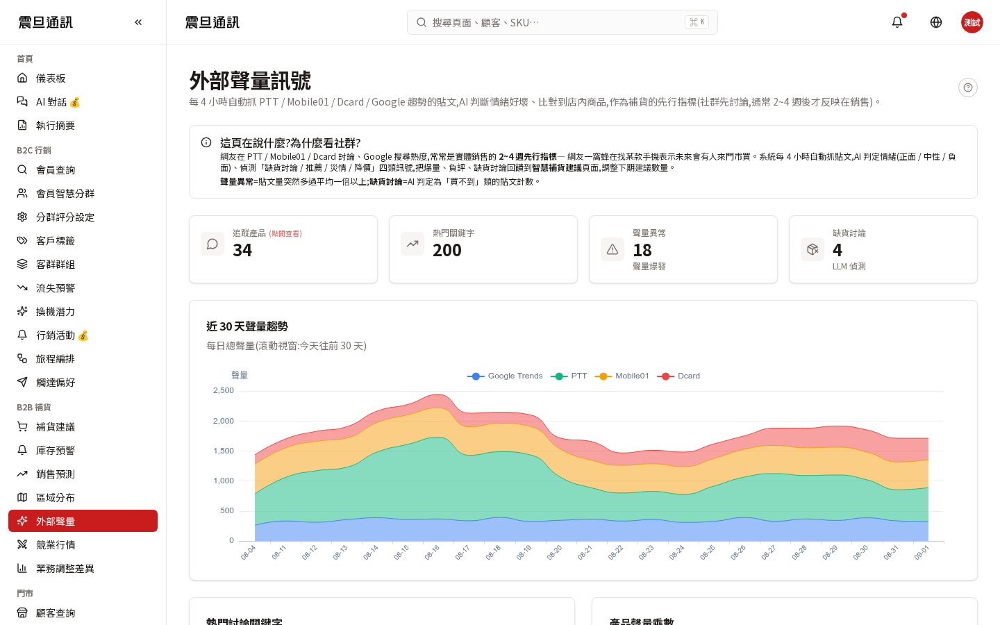 震旦通訊
首頁
儀表板
AI 對話 💰
執行摘要
B2C 行銷
會員查詢
會員智慧分群
分群評分設定
客戶標籤
客群群組
流失預警
換機潛力
行銷活動 💰
旅程編排
觸達偏好
B2B 補貨
補貨建議
庫存預警
銷售預測
區域分布
外部聲量
競業行情
業務調整差異
門市
顧客查詢
震旦通訊
搜尋頁面、顧客、SKU…
⌘ K
測試
外部聲量訊號
每 4 小時自動抓 PTT / Mobile01 / Dcard / Google 趨勢的貼文,AI 判斷情緒好壞、比對到店內商品,作為補貨的先行指標(社群先討論,通常 2~4 週後才反映在銷售)。
這頁在說什麼?為什麼看社群?
網友在 PTT / Mobile01 / Dcard 討論、Google 搜尋熱度,常常是實體銷售的 2~4 週先行指標— 網友一窩蜂在找某款手機表示未來會有人來門市買。系統每 4 小時自動抓貼文,AI 判定情緒(正面 / 中性 / 負
面)、偵測「缺貨討論 / 推薦 / 災情 / 降價」四類訊號,把爆量、負評、缺貨討論回饋到智慧補貨建議頁面,調整下期建議數量。
聲量異常=貼文量突然多過平均一倍以上;缺貨討論=AI 判定為「買不到」類的貼文計數。
追蹤產品 (點開查看)
34
熱門關鍵字
200
聲量異常
18
聲量爆發
缺貨討論
4
LLM 偵測
近 30 天聲量趨勢
每日總聲量(滾動視窗:今天往前 30 天)
聲量
Google Trends
PTT
Mobile01
Dcard
2,500
2,000
1,500
1,000
500
0
08-04
08-11
08-12
08-13
08-14
08-15
08-16
08-17
08-18
08-19
08-20
08-21
08-22
08-23
08-24
08-25
08-26
08-27
08-28
08-29
08-30
08-31
09-01
熱門討論關鍵字
產品聲量乘數